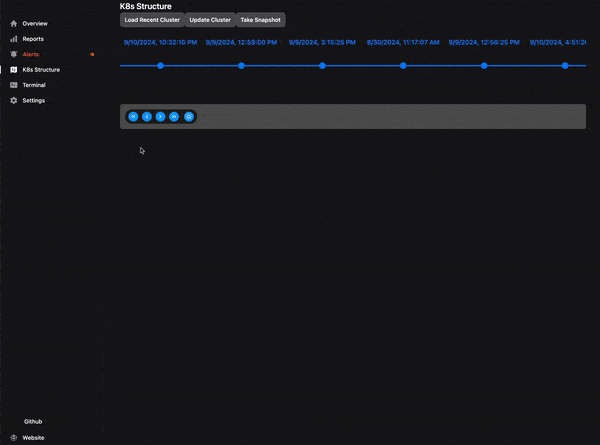 K8s Structure
Load Recent Cluster Update Cluster Take Snapshot
9/10/2024, 10:32:10 PM 9/9/2024, 12:59:00 PM 9/9/2024, 3:15:25 PM 8/30/2024, 11:17:07 AM 9/9/2024, 12:56:25 PM 9/10/2024, 4:51:2
Overview
Reports
Alerts
K8s Structure
Terminal
Settings
Github
Website